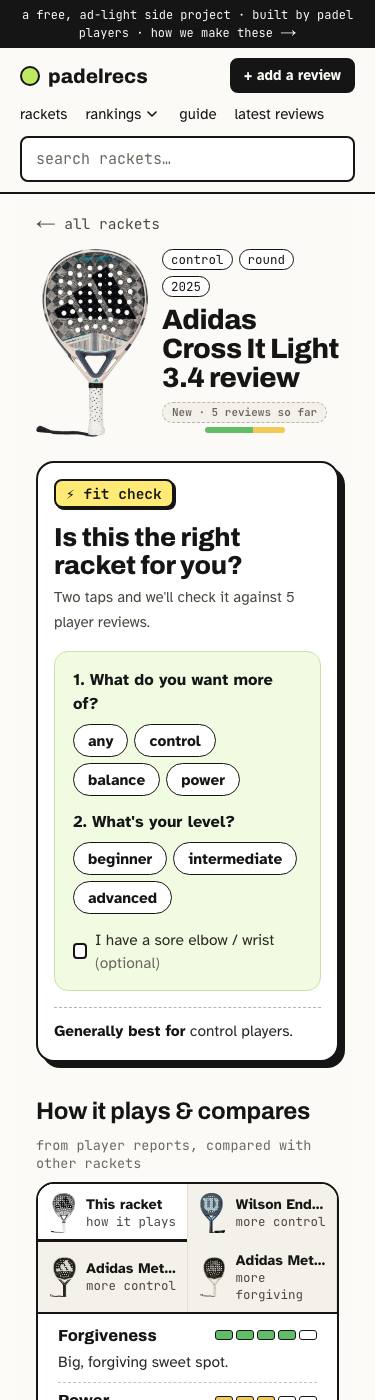 a free, ad-light side project · built by padel
players · how we make these ⟶
padelrecs
+ add a review
rackets rankings guide latest reviews
search rackets…
⟵ all rackets
control round
2025
Adidas
Cross It Light
3.4 review
New · 5 reviews so far
⚡ fit check
Is this the right
racket for you?
Two taps and we'll check it against 5
player reviews.
1. What do you want more
of?
any control
balance power
2. What's your level?
beginner intermediate
advanced
I have a sore elbow / wrist
(optional)
Generally best for control players.
How it plays & compares
from player reports, compared with
other rackets
This racket
how it plays
Wilson End…
more control
Adidas Met…
more control
Adidas Met…
more
forgiving
Forgiveness
Big, forgiving sweet spot.
Power